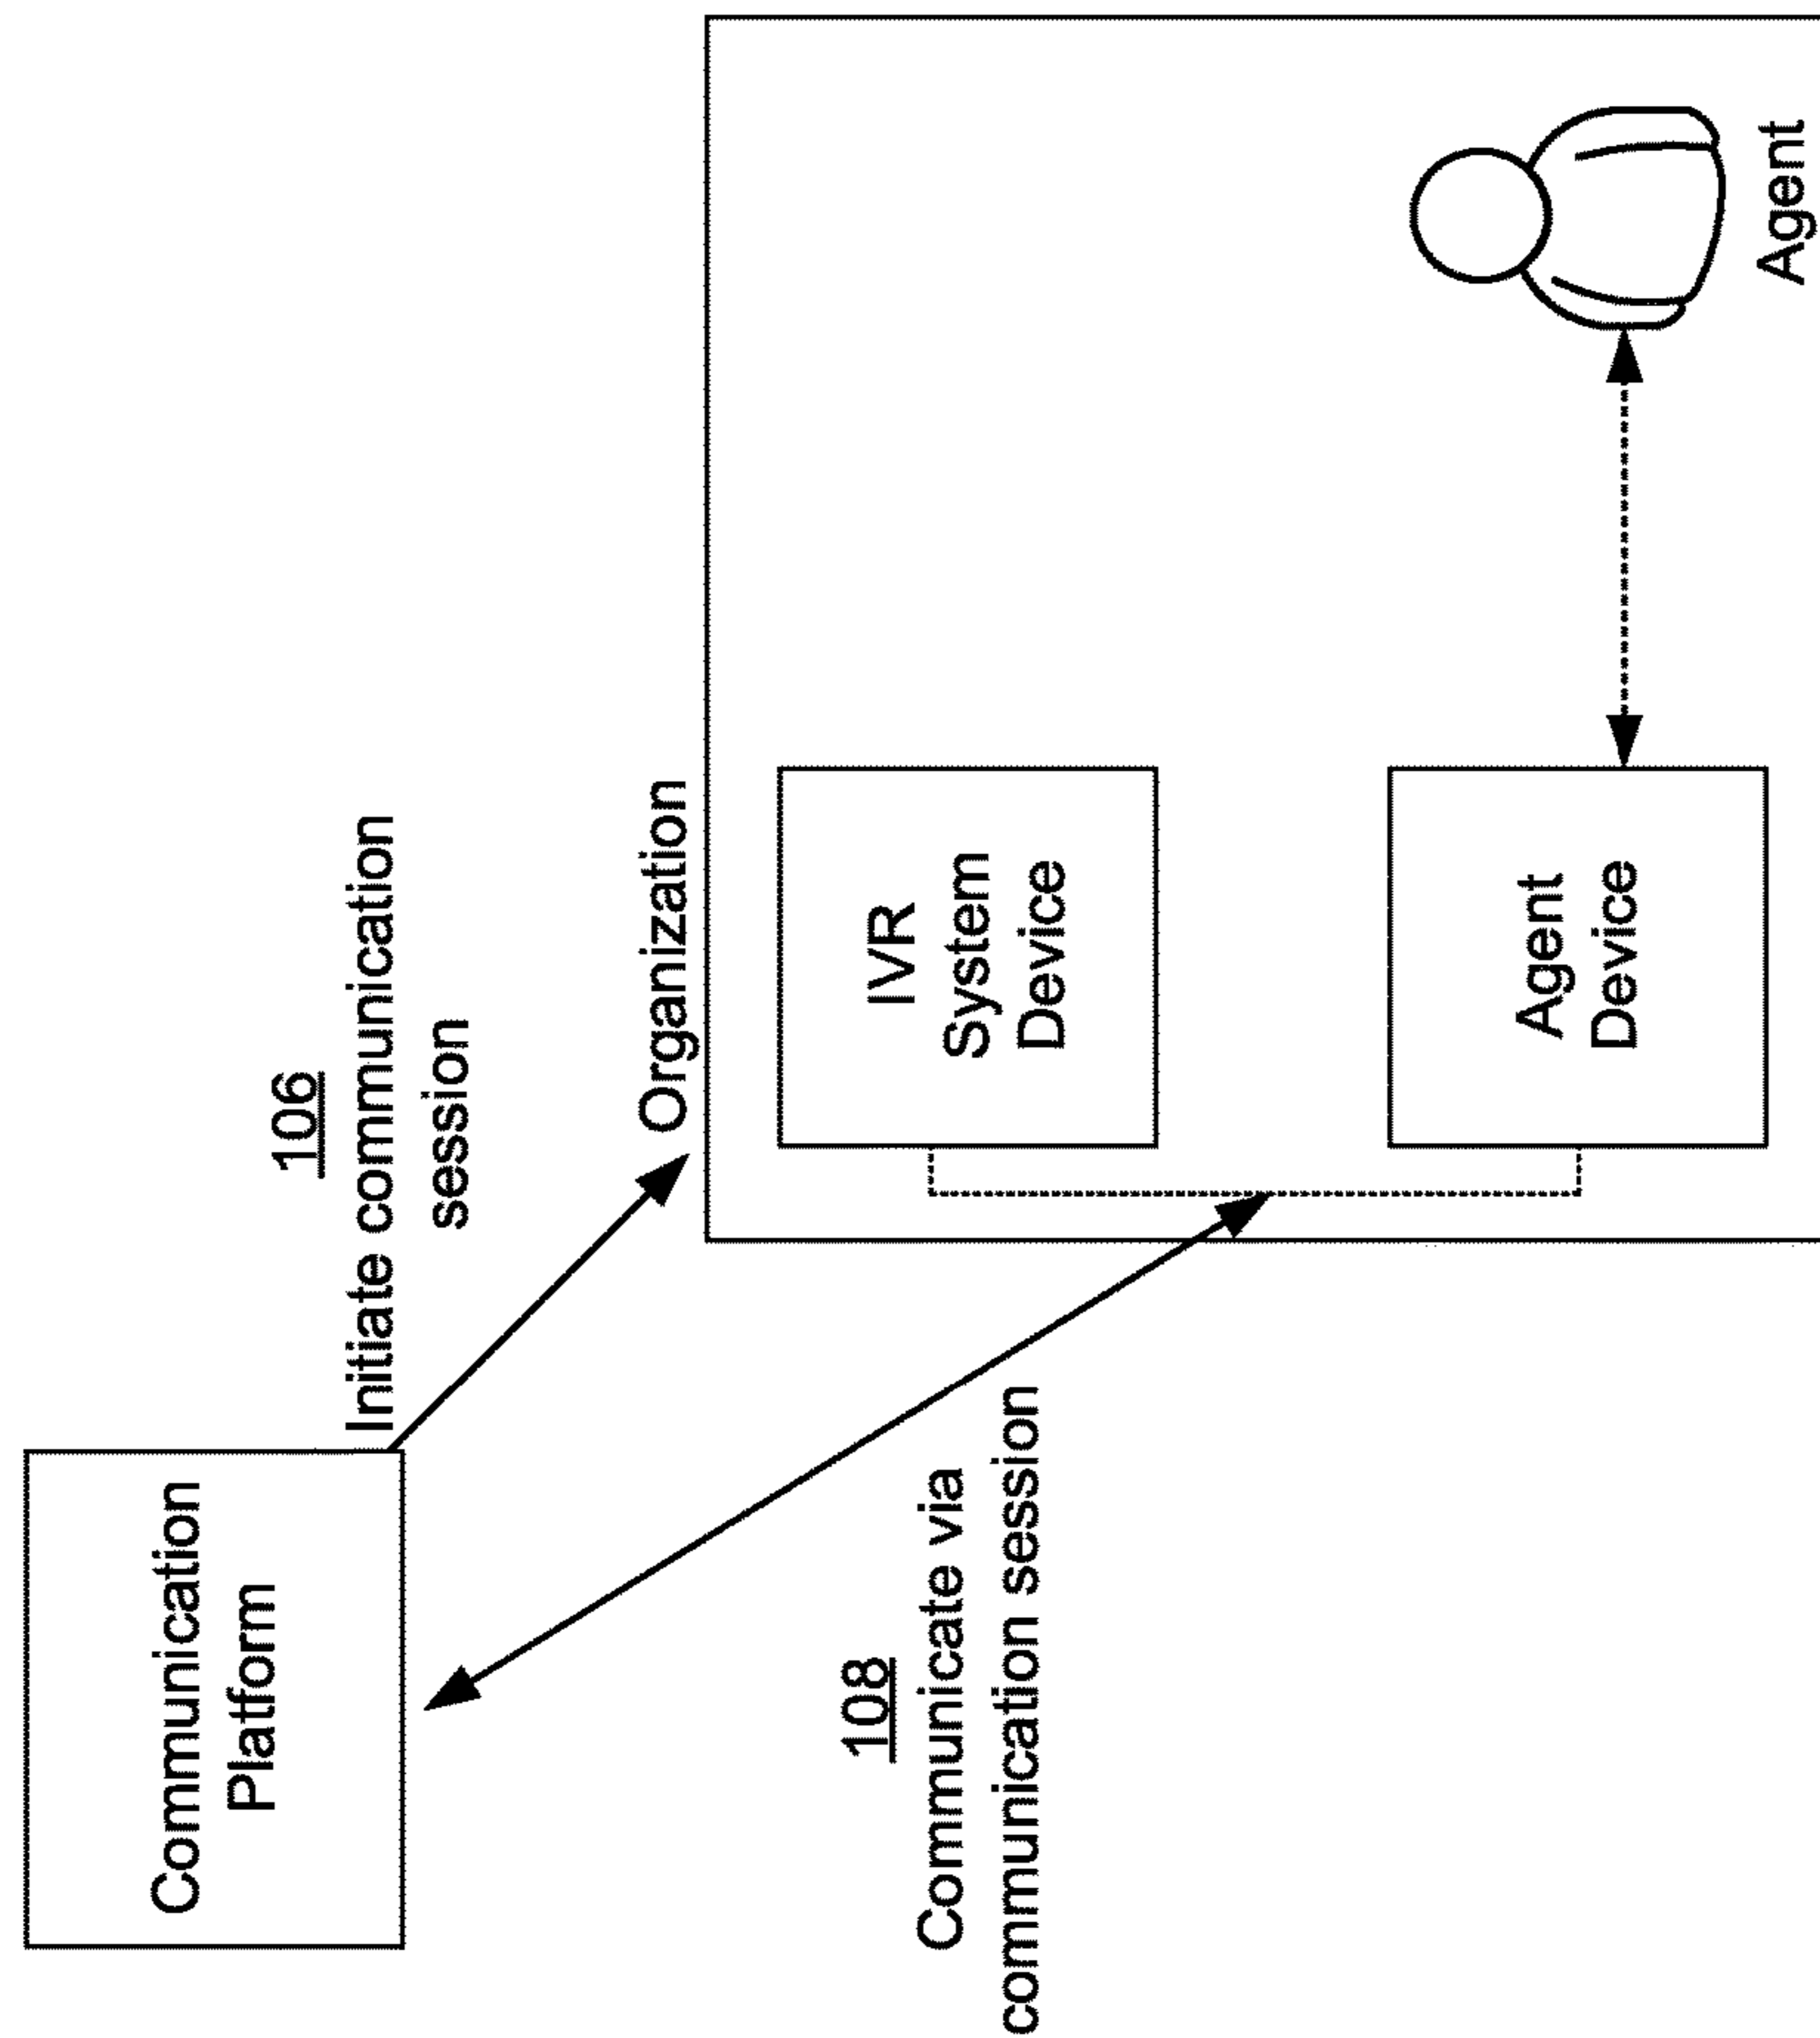 Communication
Platform
106
Initiate communication
session
108
Communicate via
communication session
Organization
IVR
System
Device
Agent
Device
Agent